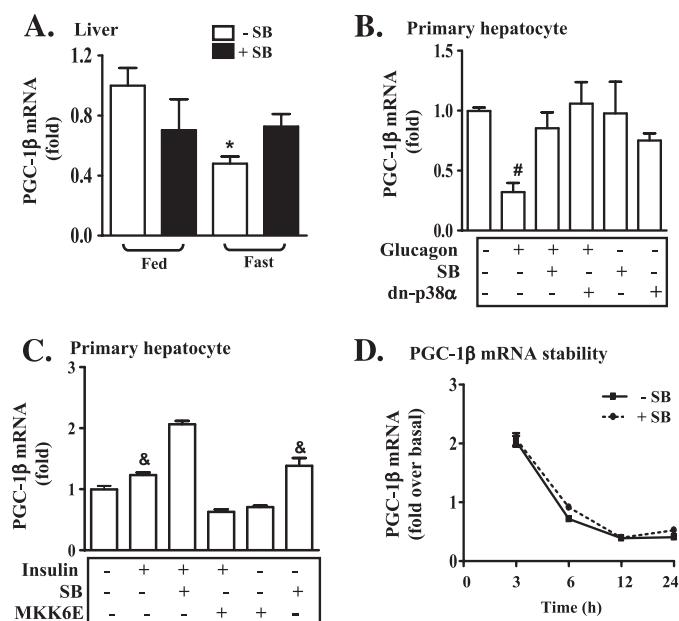 A. Liver
- SB
+ SB
PGC-1β mRNA
(fold)
1.2
0.8
0.4
0.0
*
Fed Fast
B. Primary hepatocyte
PGC-1β mRNA
(fold)
1.5
1.0
0.5
0.0
#
Glucagon - + + + - -
SB - - + - + -
dn-p38α - - - + - +
C. Primary hepatocyte
PGC-1β mRNA
(fold)
3
2
1
0
& &
Insulin - + + + - -
SB - - + - - +
MKK6E - - - + + -
D. PGC-1β mRNA stability
- SB
+ SB
PGC-1β mRNA
(fold over basal)
3
2
1
0
0 3 6 12 24
Time (h)